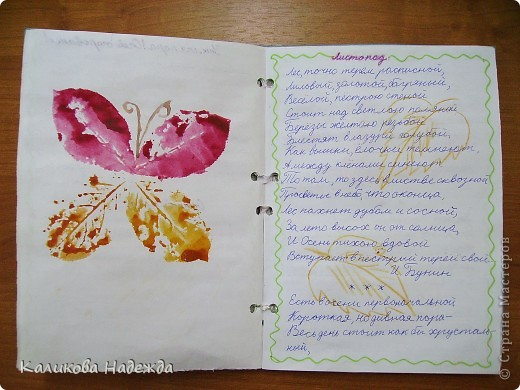 Листопад
Лес, точно терем расписной,
Лиловый, золотой, багряный,
Веселой, пестрою стеной
Стоит над светлою поляной
Березы желтою резьбой
Блестят в лазури голубой,
Как вышки, елочки темнеют,
А между кленами синеют
То там, то здесь в листве сквозной
Просветы в небо, что оконца,
Лес пахнет дубом и сосной,
За лето высох он от солнца,
И Осень тихою вдовой
Вступает в пестрый терем свой
И. Бунин
* * *
Есть в осени первоначальной
Короткая, но дивная пора-
Весь день стоит как бы хрусталь-
ный,
Каликова Надежда
© Страна Мастеров